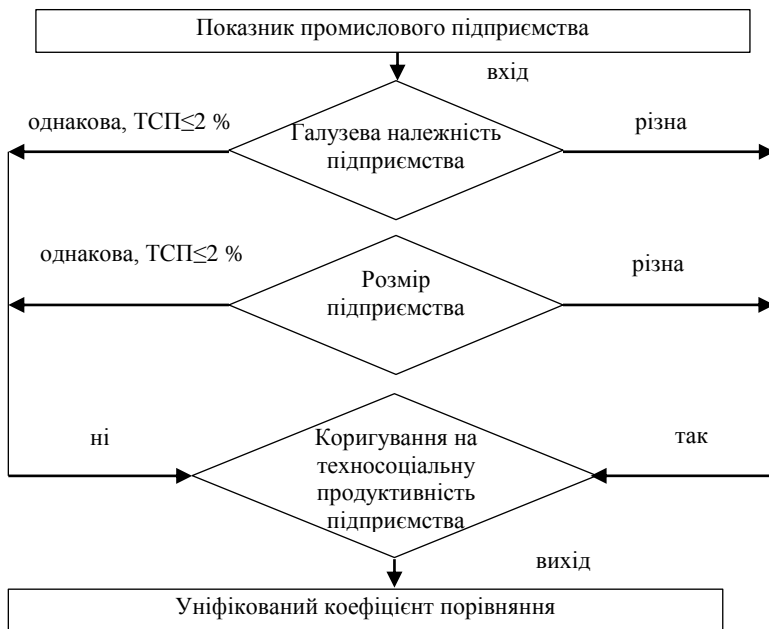 Показник промислового підприємства
вхід
однакова, ТСП≤2 %
Галузева належність
підприємства
різна
однакова, ТСП≤2 %
Розмір
підприємства
різна
ні
Коригування на
техносоціальну
продуктивність
підприємства
так
вихід
Уніфікований коефіцієнт порівняння